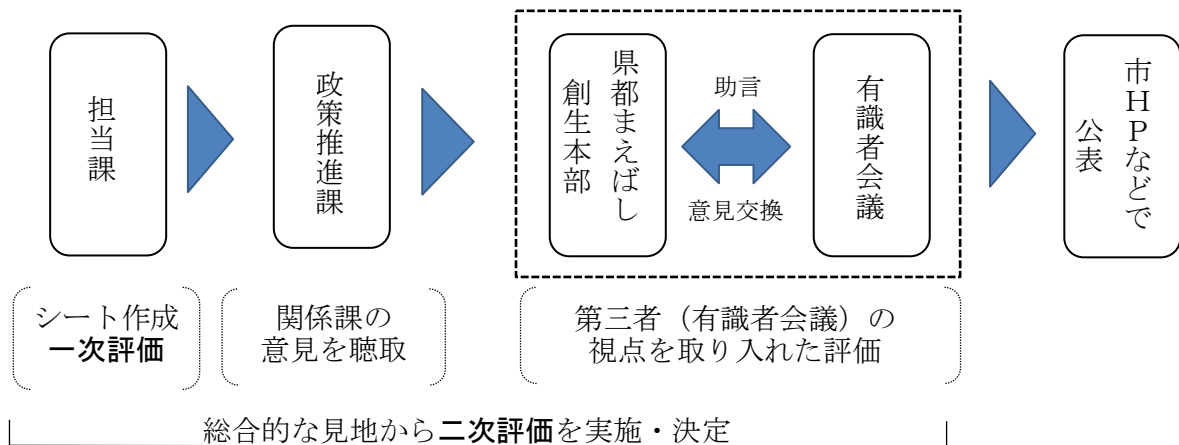 担当課
政策推進課
県都まえばし
創生本部
助言
意見交換
有識者会議
市HPなどで
公表
シート作成
一次評価
関係課の
意見を聴取
第三者（有識者会議）の
視点を取り入れた評価
総合的な見地から二次評価を実施・決定